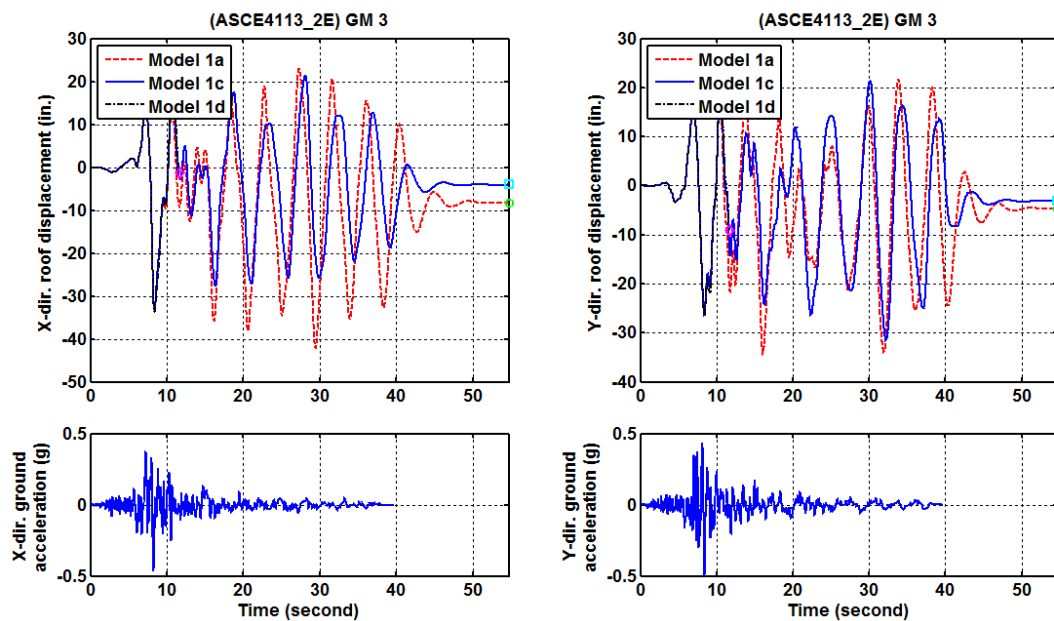 (ASCE4113_2E) GM 3
X-dir. roof displacement (in.)
30
20
10
0
-10
-20
-30
-40
-50
Model 1a
Model 1c
Model 1d
0 10 20 30 40 50
X-dir. ground
acceleration (g)
0.5
0
-0.5
0 10 20 30 40 50
Time (second)
(ASCE4113_2E) GM 3
Y-dir. roof displacement (in.)
30
20
10
0
-10
-20
-30
-40
Model 1a
Model 1c
Model 1d
0 10 20 30 40 50
Y-dir. ground
acceleration (g)
0.5
0
-0.5
0 10 20 30 40 50
Time (second)